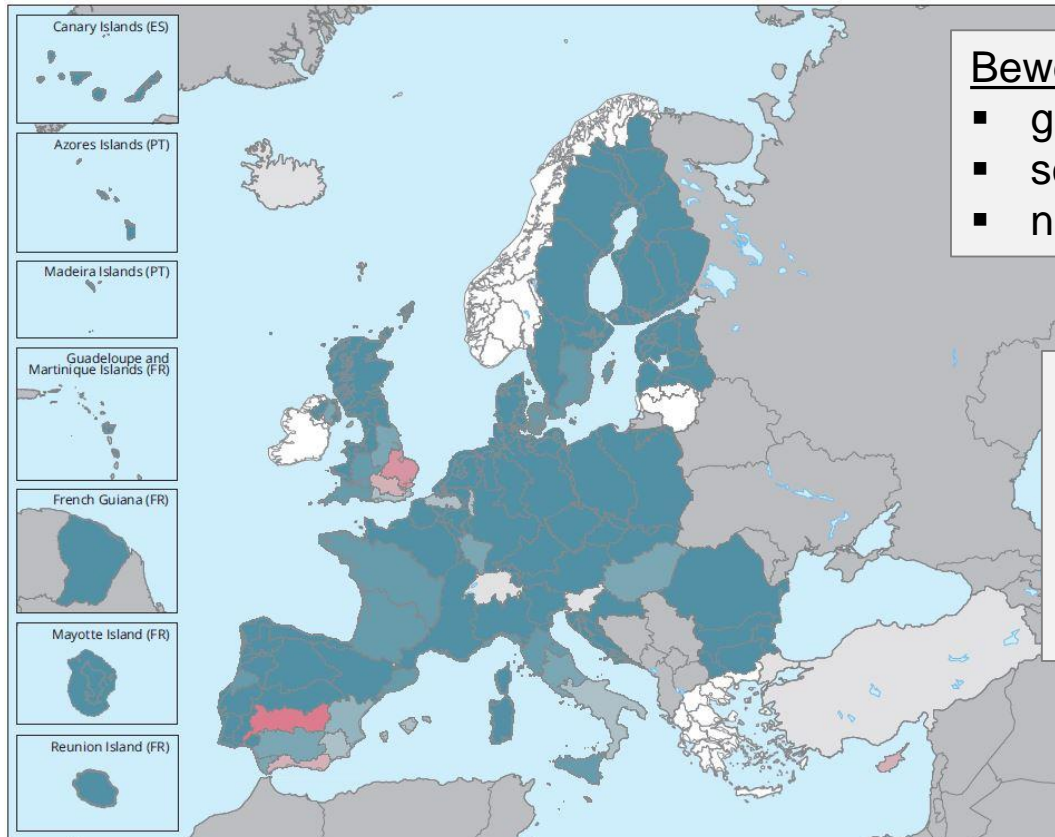 Canary Islands (ES)
Azores Islands (PT)
Madeira Islands (PT)
Guadeloupe and
Martinique Islands (FR)
French Guiana (FR)
Mayotte Island (FR)
Reunion Island (FR)